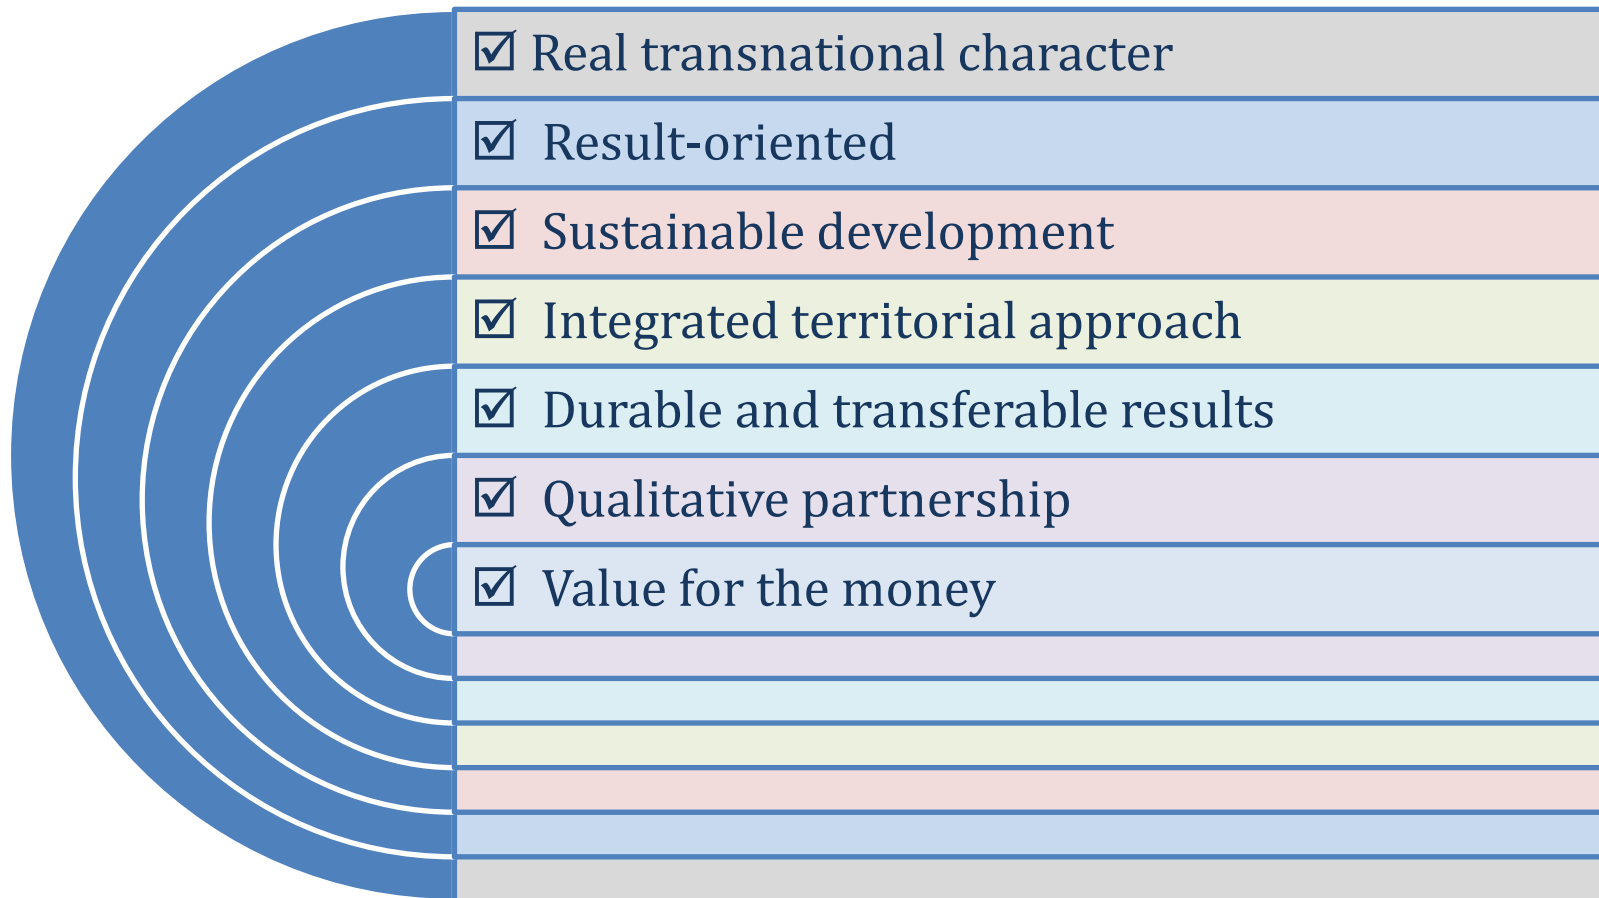 ☑ Real transnational character
☑ Result-oriented
☑ Sustainable development
☑ Integrated territorial approach
☑ Durable and transferable results
☑ Qualitative partnership
☑ Value for the money